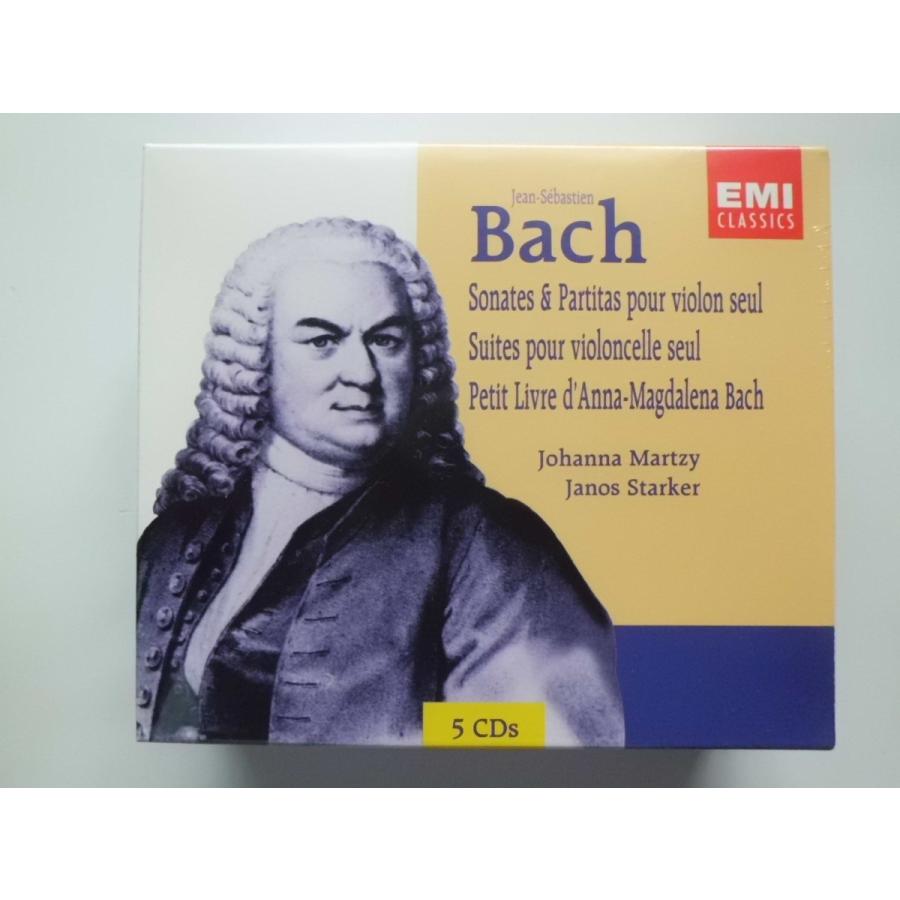 EMI
CLASSICS
Jean-Sébastien
Bach
Sonates & Partitas pour violon seul
Suites pour violoncelle seul
Petit Livre d'Anna-Magdalena Bach
Johanna Martzy
Janos Starker
5 CDs